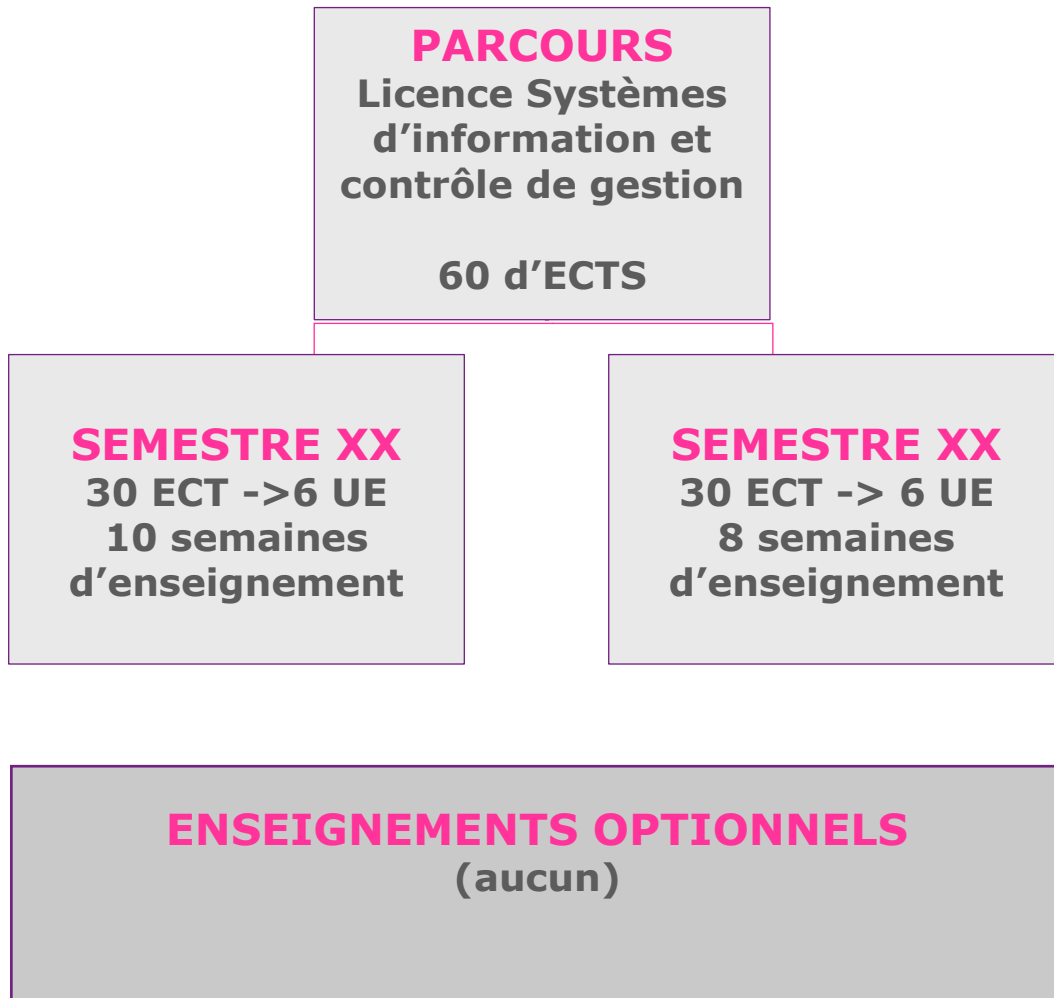 PARCOURS
Licence Systèmes
d’information et
contrôle de gestion
60 d’ECTS
SEMESTRE XX
30 ECT ->6 UE
10 semaines
d’enseignement
SEMESTRE XX
30 ECT -> 6 UE
8 semaines
d’enseignement
ENSEIGNEMENTS OPTIONNELS
(aucun)